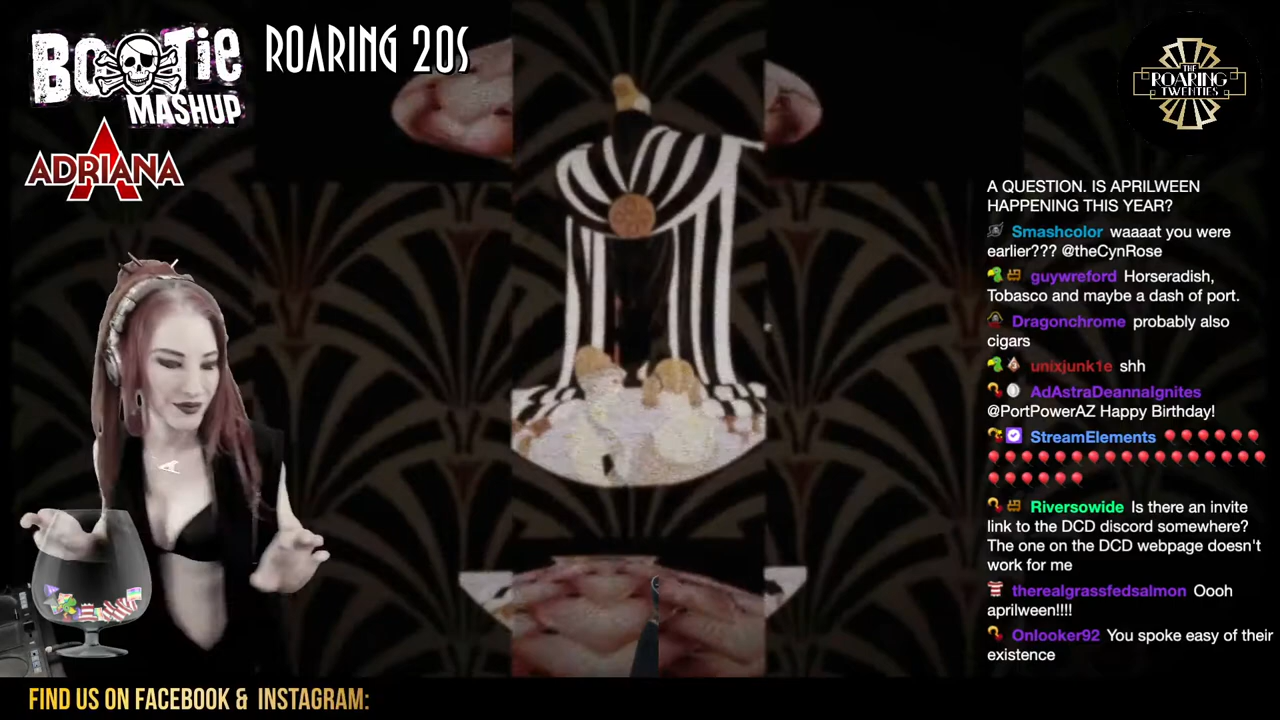 BOOTIE
MASHUP
ROARING 20S
ADRIANA
THE
ROARING
TWENTIES
A QUESTION. IS APRILWEEN
HAPPENING THIS YEAR?
Smashcolor waaaat you were
earlier??? @theCynRose
guywreford Horseradish,
Tobasco and maybe a dash of port.
Dragonchrome probably also
cigars
unixjunk1e shh
AdAstraDeannaIgnites
@PortPowerAZ Happy Birthday!
StreamElements 🎈🎈🎈🎈🎈🎈
🎈🎈🎈🎈🎈🎈🎈🎈🎈🎈🎈🎈🎈
🎈🎈🎈🎈🎈
Riversowide Is there an invite
link to the DCD discord somewhere?
The one on the DCD webpage doesn't
work for me
therealgrassfedsalmon Oooh
aprilween!!!!
Onlooker92 You spoke easy of their
existence
FIND US ON FACEBOOK & INSTAGRAM: